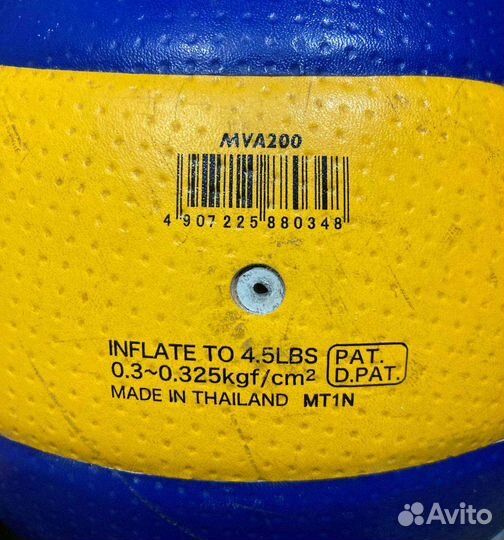 MVA200
4 907225 880348
INFLATE TO 4.5LBS
0.3~0.325kgf/cm²
MADE IN THAILAND MT1N
PAT.
D.PAT.
Avito